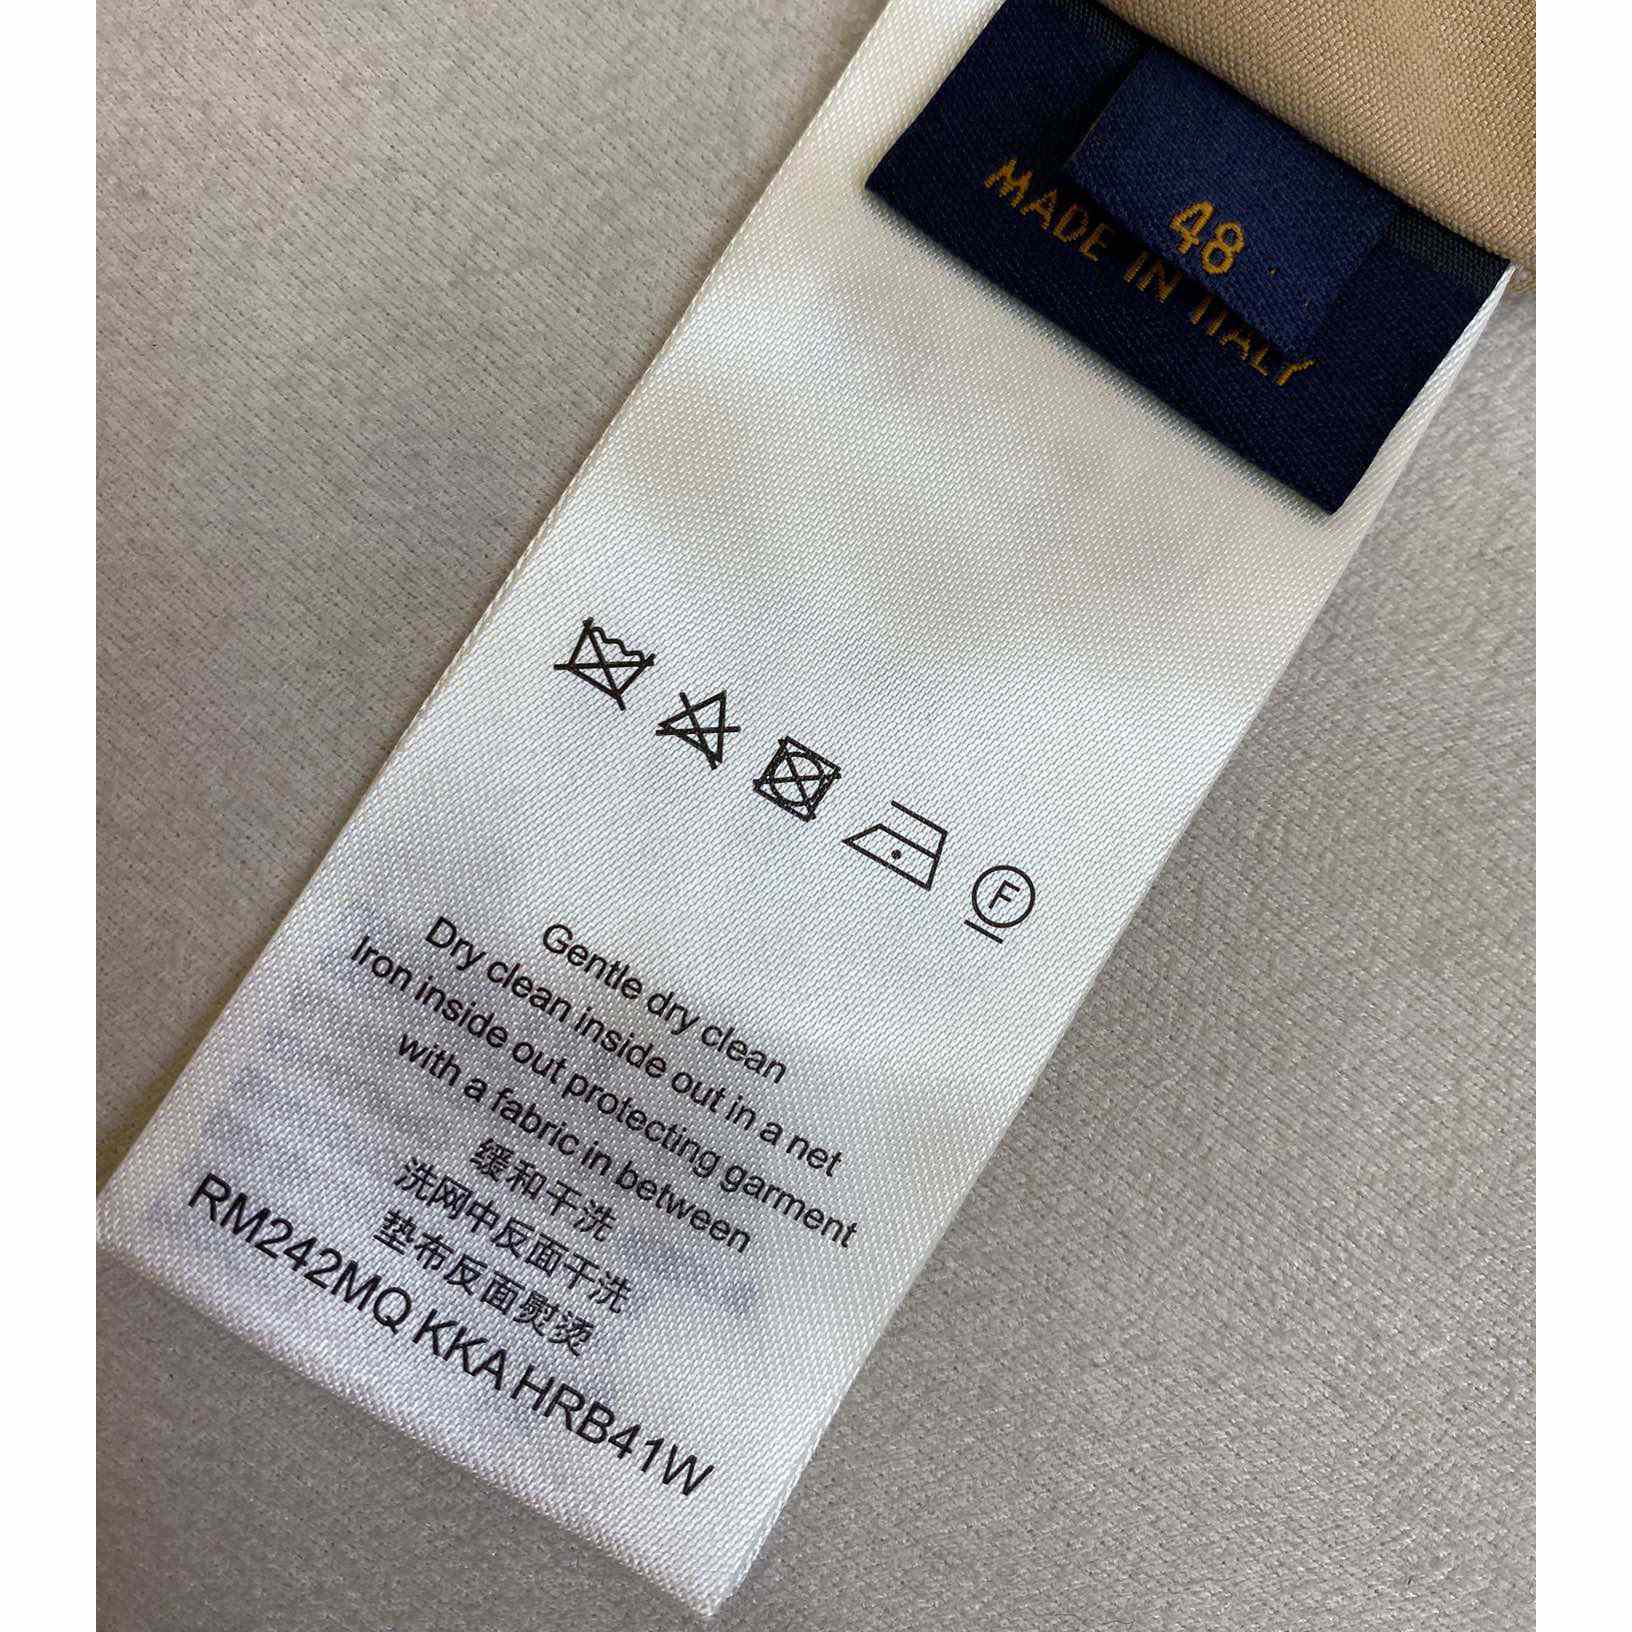 48
MADE IN ITALY
F
Gentle dry clean
Dry clean inside out in a net
Iron inside out protecting garment
with a fabric in between
缓和干洗
洗网中反面干洗
垫布反面熨烫
RM242MQ KKA HRB41W